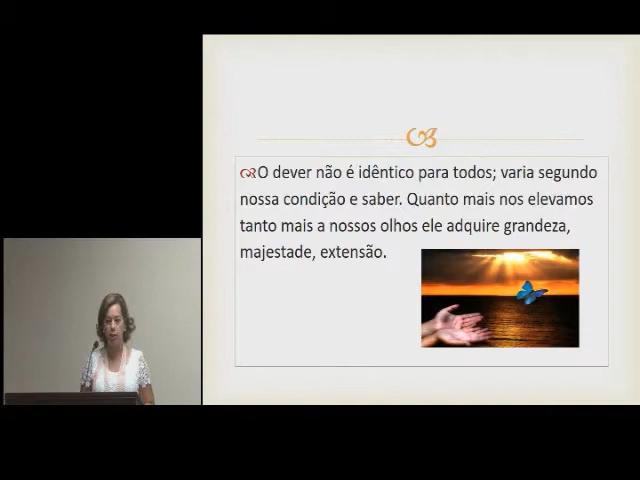 O dever não é idêntico para todos; varia segundo
nossa condição e saber. Quanto mais nos elevamos
tanto mais a nossos olhos ele adquire grandeza,
majestade, extensão.